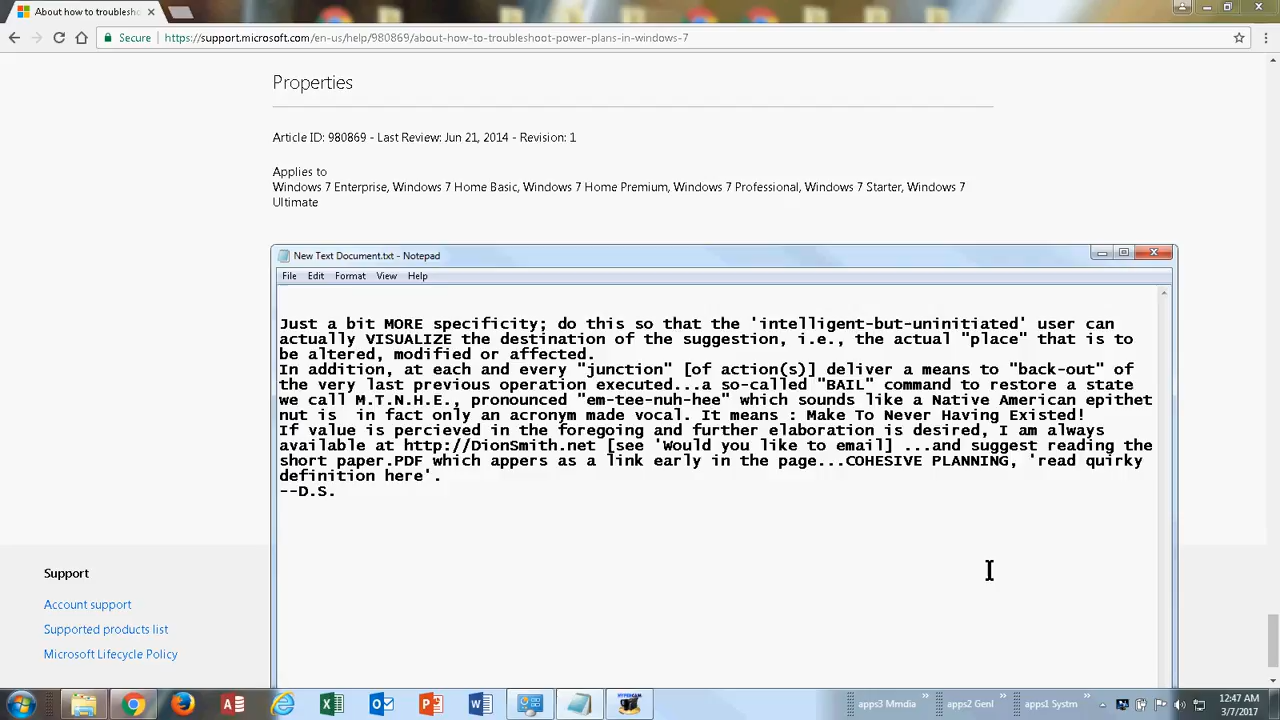 About how to troublesho
Secure
https://support.microsoft.com/en-us/help/980869/about-how-to-troubleshoot-power-plans-in-windows-7
Properties
Article ID: 980869 - Last Review: Jun 21, 2014 - Revision: 1
Applies to
Windows 7 Enterprise, Windows 7 Home Basic, Windows 7 Home Premium, Windows 7 Professional, Windows 7 Starter, Windows 7
Ultimate
New Text Document.txt - Notepad
File Edit Format View Help
Just a bit MORE specificity; do this so that the 'intelligent-but-uninitiated' user can
actually VISUALIZE the destination of the suggestion, i.e., the actual "place" that is to
be altered, modified or affected.
In addition, at each and every "junction" [of action(s)] deliver a means to "back-out" of
the very last previous operation executed...a so-called "BAIL" command to restore a state
we call M.T.N.H.E., pronounced "em-tee-nuh-hee" which sounds like a Native American epithet
nut is in fact only an acronym made vocal. It means : Make To Never Having Existed!
If value is percieved in the foregoing and further elaboration is desired, I am always
available at http://DionSmith.net [see 'Would you like to email] ...and suggest reading the
short paper.PDF which appers as a link early in the page...COHESIVE PLANNING, 'read quirky
definition here'.
--D.S.
Support
Account support
Supported products list
Microsoft Lifecycle Policy
apps3 Mmdia
apps2 Genl
apps1 Systm
12:47 AM
3/7/2017